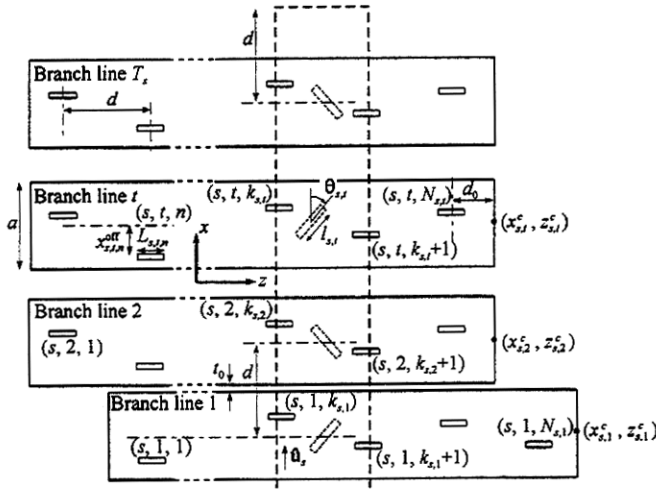 d
Branch line T_s
d
Branch line t
(s, t, k_{s,t})
θ_{s,t}
(s, t, N_{s,t})
d_0
a
(s, t, n)
x^{off}_{s,t,n}
L_{s,t,n}
x
l_{s,t}
(s, t, k_{s,t}+1)
(x^c_{s,t}, z^c_{s,t})
z
Branch line 2
(s, 2, k_{s,2})
(s, 2, 1)
t_0
d
(s, 2, k_{s,2}+1)
(x^c_{s,2}, z^c_{s,2})
Branch line 1
(s, 1, k_{s,1})
(s, 1, 1)
û_s
(s, 1, k_{s,1}+1)
(s, 1, N_{s,1})
(x^c_{s,1}, z^c_{s,1})